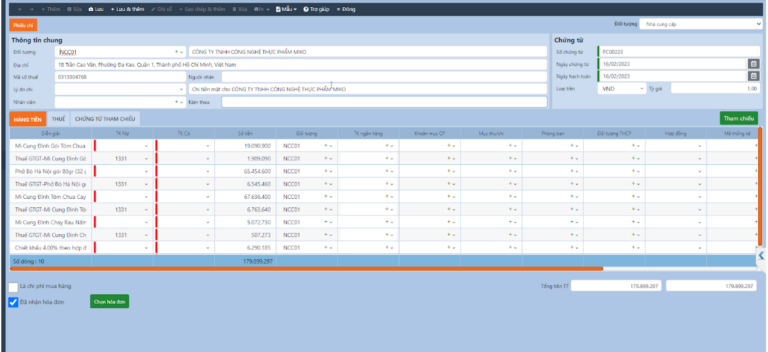 Thêm Sửa Lưu Lưu & thêm Ghi sổ Sao chép & thêm Xóa In Mẫu Trợ giúp Đóng
Phiếu chi Đối tượng Nhà cung cấp
Thông tin chung Chứng từ
Đối tượng NCC01 CÔNG TY TNHH CÔNG NGHỆ THỰC PHẨM MIXO Số chứng từ PC00223
Địa chỉ 18 Trần Cao Vân, Phường Đa Kao, Quận 1, Thành phố Hồ Chí Minh, Việt Nam Ngày chứng từ 16/02/2023
Mã số thuế 0313004798 Người nhận Ngày hạch toán 16/02/2023
Lý do chi Chi tiền mặt cho CÔNG TY TNHH CÔNG NGHỆ THỰC PHẨM MIXO Loại tiền VND Tỷ giá 1.00
Nhân viên Kèm theo
HÀNG TIỀN THUẾ CHỨNG TỪ THAM CHIẾU Tham chiếu
Diễn giải TK Nợ TK Có Số tiền Đối tượng TK ngân hàng Khoản mục CP Mục thu/chi Phòng ban Đối tượng THCP Hợp đồng Mã thống kê
Mì Cung Đình Gói Tôm Chua 19.090.900 NCC01
Thuế GTGT-Mì Cung Đình Gó 1331 1.909.090 NCC01
Phở Bò Hà Nội gói 80gr (32 g 65.454.600 NCC01
Thuế GTGT-Phở Bò Hà Nội gó 1331 6.545.460 NCC01
Mì Cung Đình Tôm Chua Cay 67.636.400 NCC01
Thuế GTGT-Mì Cung Đình Tô 1331 6.763.640 NCC01
Mì Cung Đình Chay Rau Nấm 5.072.730 NCC01
Thuế GTGT-Mì Cung Đình Ch 1331 507.273 NCC01
Chiết khấu 4.00% theo hợp đ 6.290.185 NCC01
Số dòng : 10 179.899.297
Là chi phí mua hàng Tổng tiền TT 179.899.297 179.899.297
Đã nhận hóa đơn Chọn hóa đơn